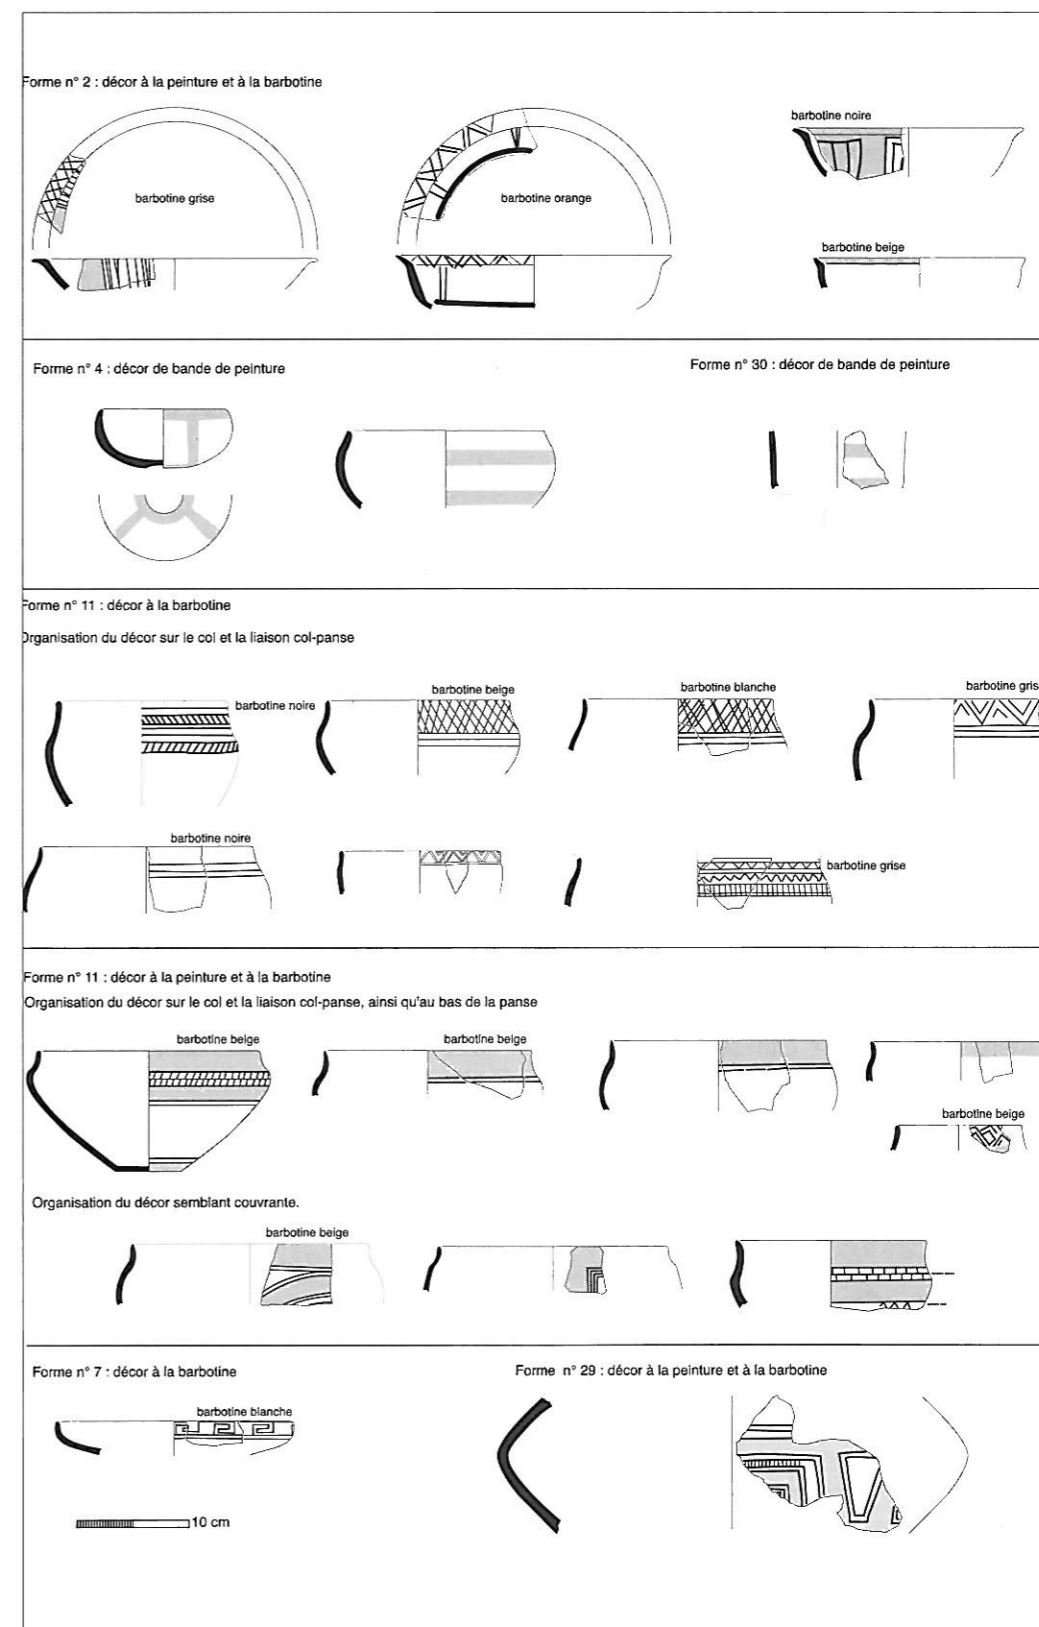 Forme n° 2 : décor à la peinture et à la barbotine
barbotine grise
barbotine orange
barbotine noire
barbotine beige
Forme n° 4 : décor de bande de peinture
Forme n° 30 : décor de bande de peinture
Forme n° 11 : décor à la barbotine
Organisation du décor sur le col et la liaison col-panse
barbotine noire
barbotine beige
barbotine blanche
barbotine gris
barbotine noire
barbotine grise
Forme n° 11 : décor à la peinture et à la barbotine
Organisation du décor sur le col et la liaison col-panse, ainsi qu'au bas de la panse
barbotine beige
barbotine beige
barbotine beige
Organisation du décor semblant couvrante.
barbotine beige
Forme n° 7 : décor à la barbotine
Forme n° 29 : décor à la peinture et à la barbotine
barbotine blanche
10 cm